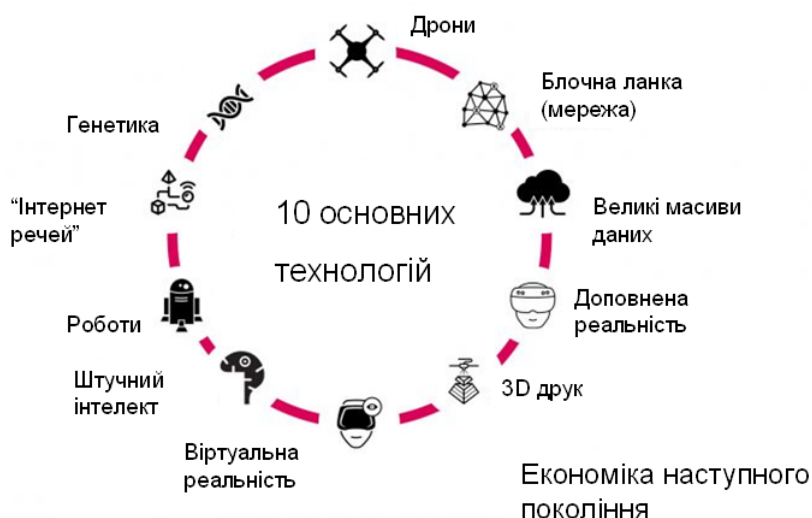 Дрони
Блочна ланка
(мережа)
Великі масиви
даних
Доповнена
реальність
3D друк
Віртуальна
реальність
Штучний
інтелект
Роботи
“Інтернет
речей”
Генетика
10 основних
технологій
Економіка наступного
покоління